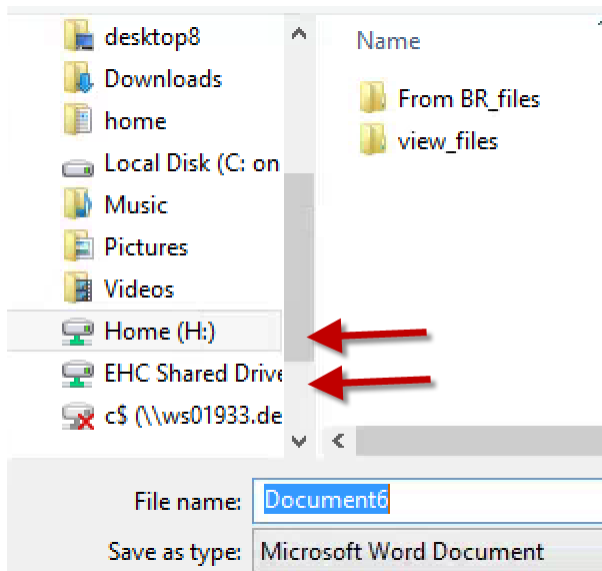 desktop8
Downloads
home
Local Disk (C: on
Music
Pictures
Videos
Home (H:)
EHC Shared Drive
c$ (\\ws01933.de
Name
From BR_files
view_files
File name: Document6
Save as type: Microsoft Word Document